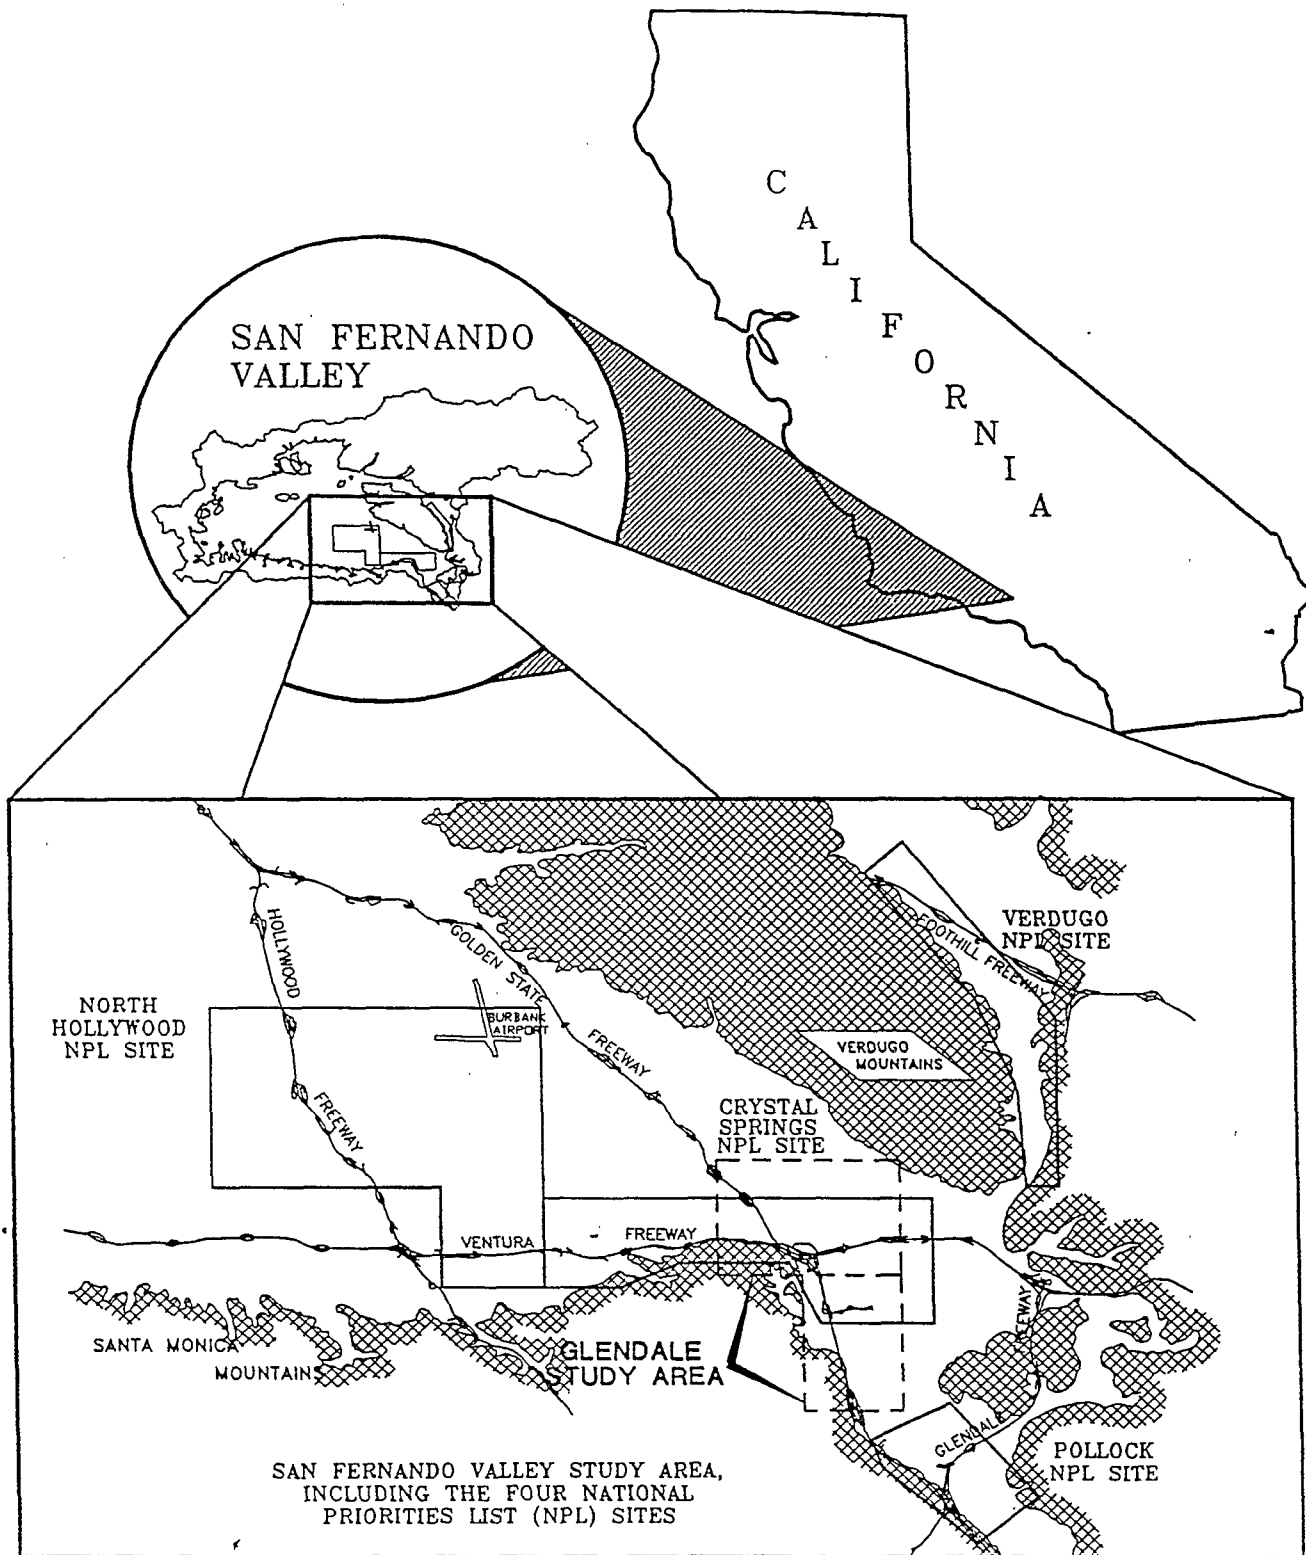 CALIFORNIA
SAN FERNANDO
VALLEY
HOLLYWOOD
FREEWAY
GOLDEN STATE
FREEWAY
FOOTHILL FREEWAY
VERDUGO
NPL SITE
NORTH
HOLLYWOOD
NPL SITE
BURBANK
AIRPORT
VERDUGO
MOUNTAINS
CRYSTAL
SPRINGS
NPL SITE
VENTURA
FREEWAY
SANTA MONICA
MOUNTAINS
GLENDALE
STUDY AREA
GLENDALE
FREEWAY
POLLOCK
NPL SITE
SAN FERNANDO VALLEY STUDY AREA,
INCLUDING THE FOUR NATIONAL
PRIORITIES LIST (NPL) SITES